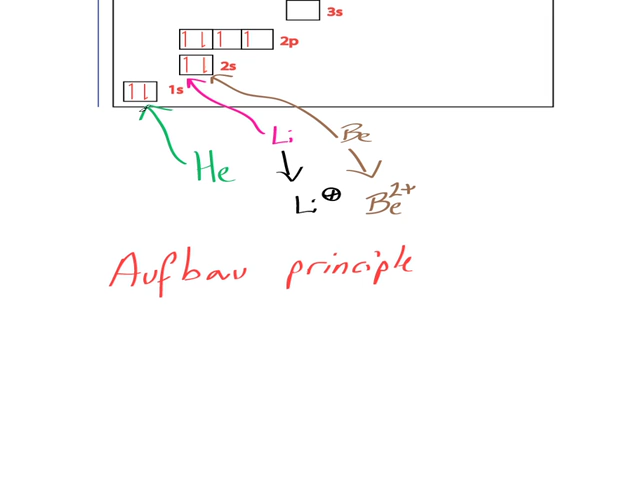 3s
2p
2s
1s
Li Be
He
Li⊕ Be²⁺
Aufbau principle